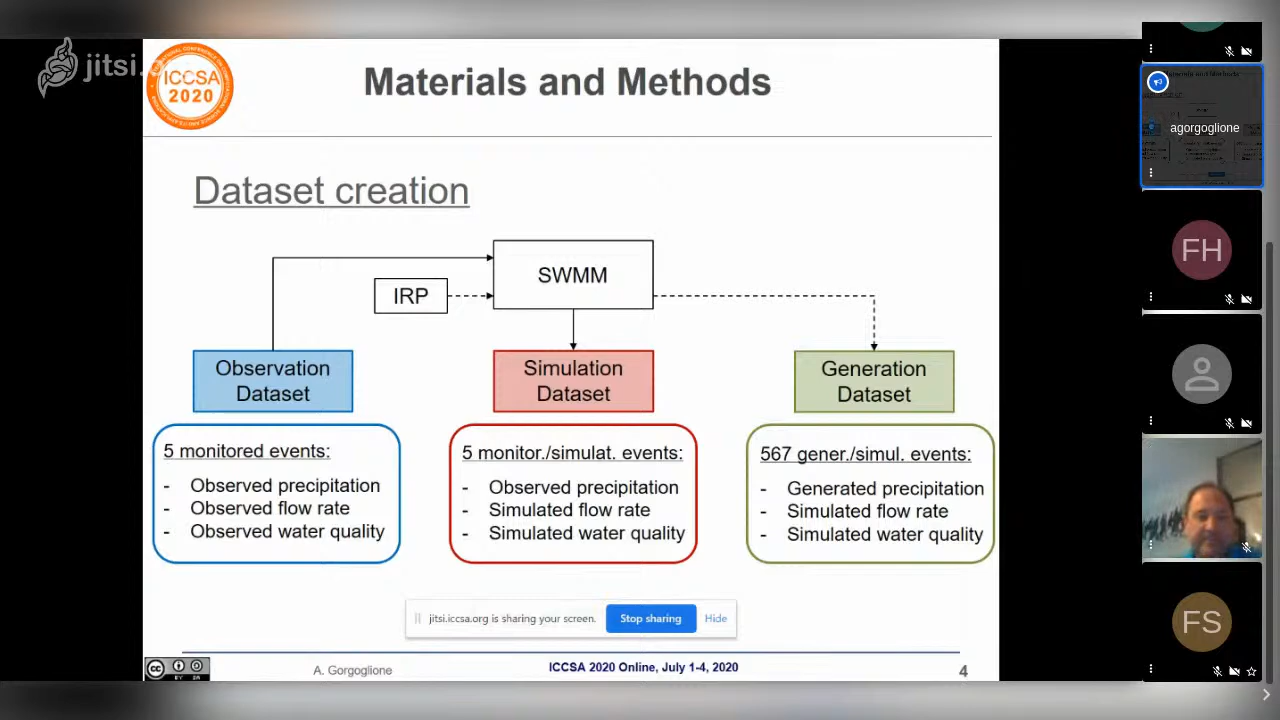 jitsi.o
ICCSA
2020
Materials and Methods
Dataset creation
SWMM
IRP
Observation
Dataset
Simulation
Dataset
Generation
Dataset
5 monitored events:
- Observed precipitation
- Observed flow rate
- Observed water quality
5 monitor./simulat. events:
- Observed precipitation
- Simulated flow rate
- Simulated water quality
567 gener./simul. events:
- Generated precipitation
- Simulated flow rate
- Simulated water quality
jitsi.iccsa.org is sharing your screen.
Stop sharing
Hide
A. Gorgoglione
ICCSA 2020 Online, July 1-4, 2020
4
cc
BY SA
agorgoglione
FH
FS